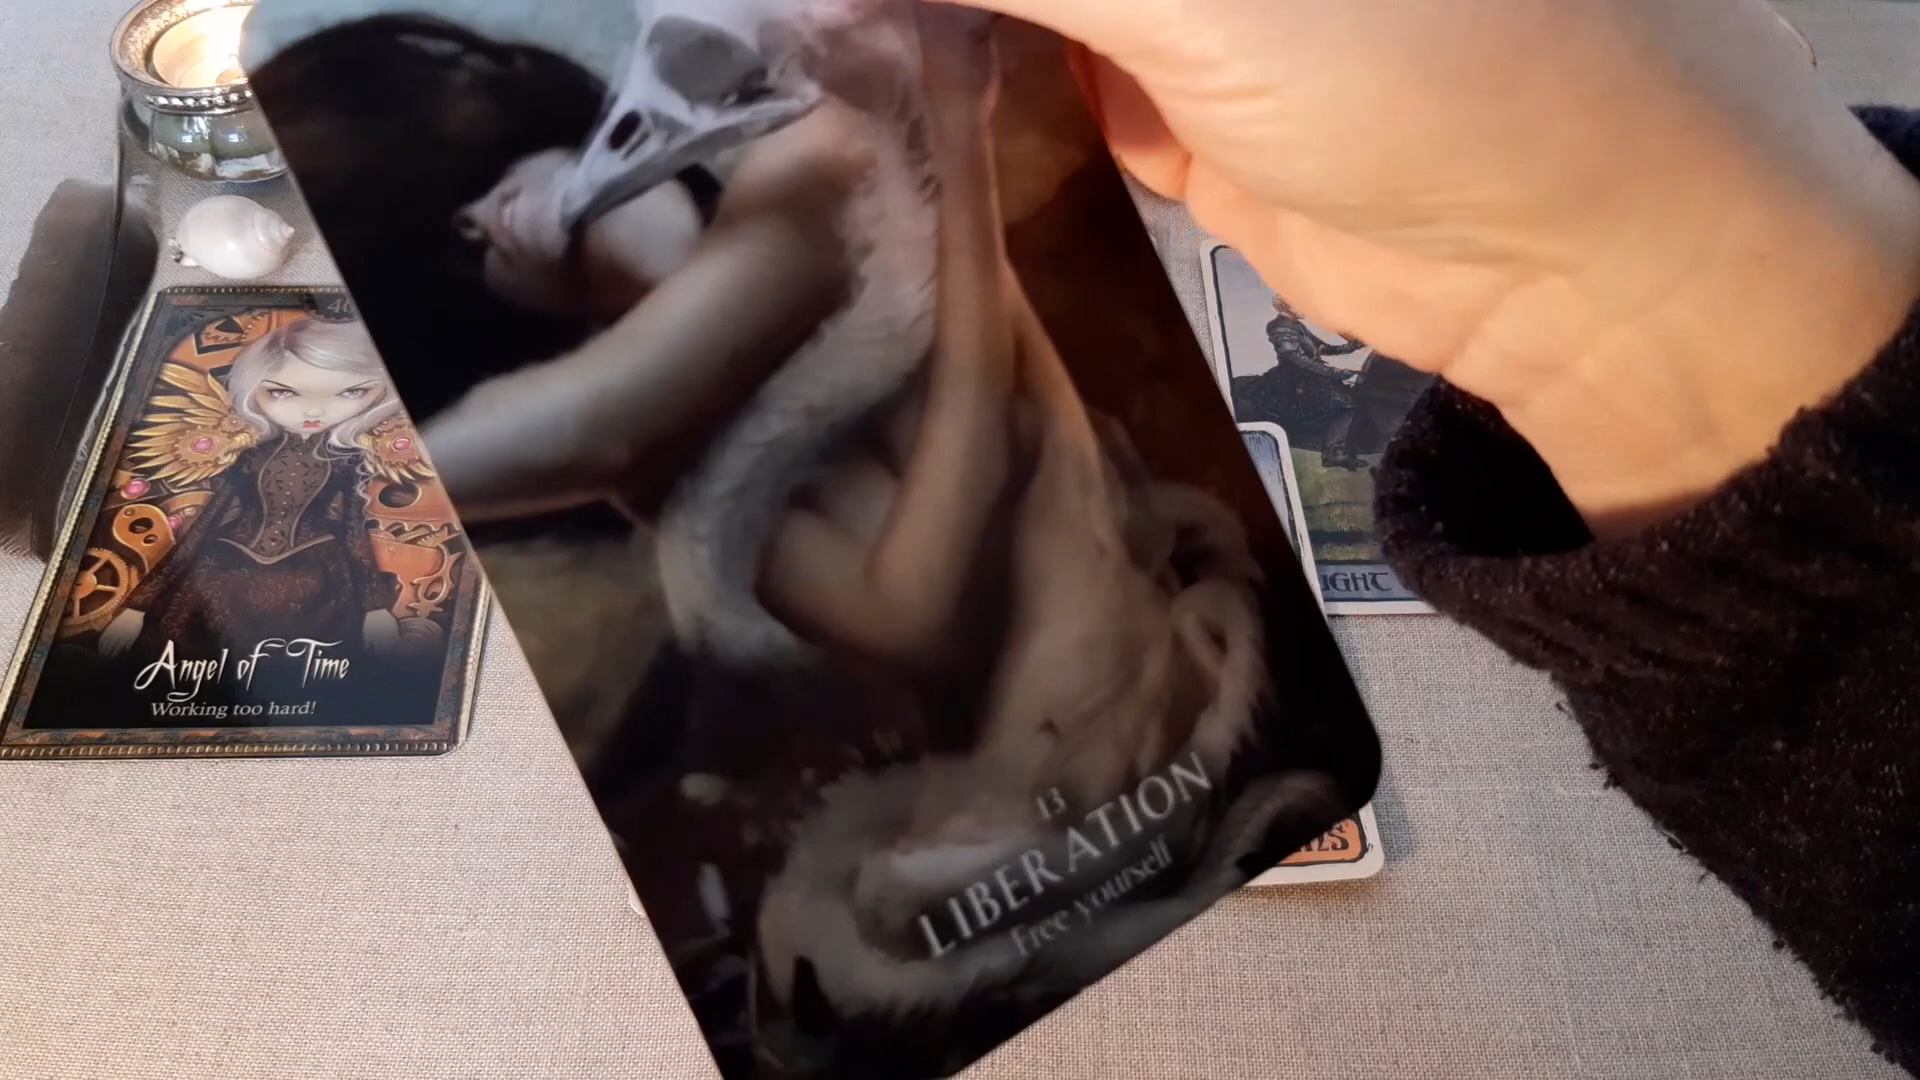 Angel of Time
Working too hard!
13
LIBERATION
Free yourself